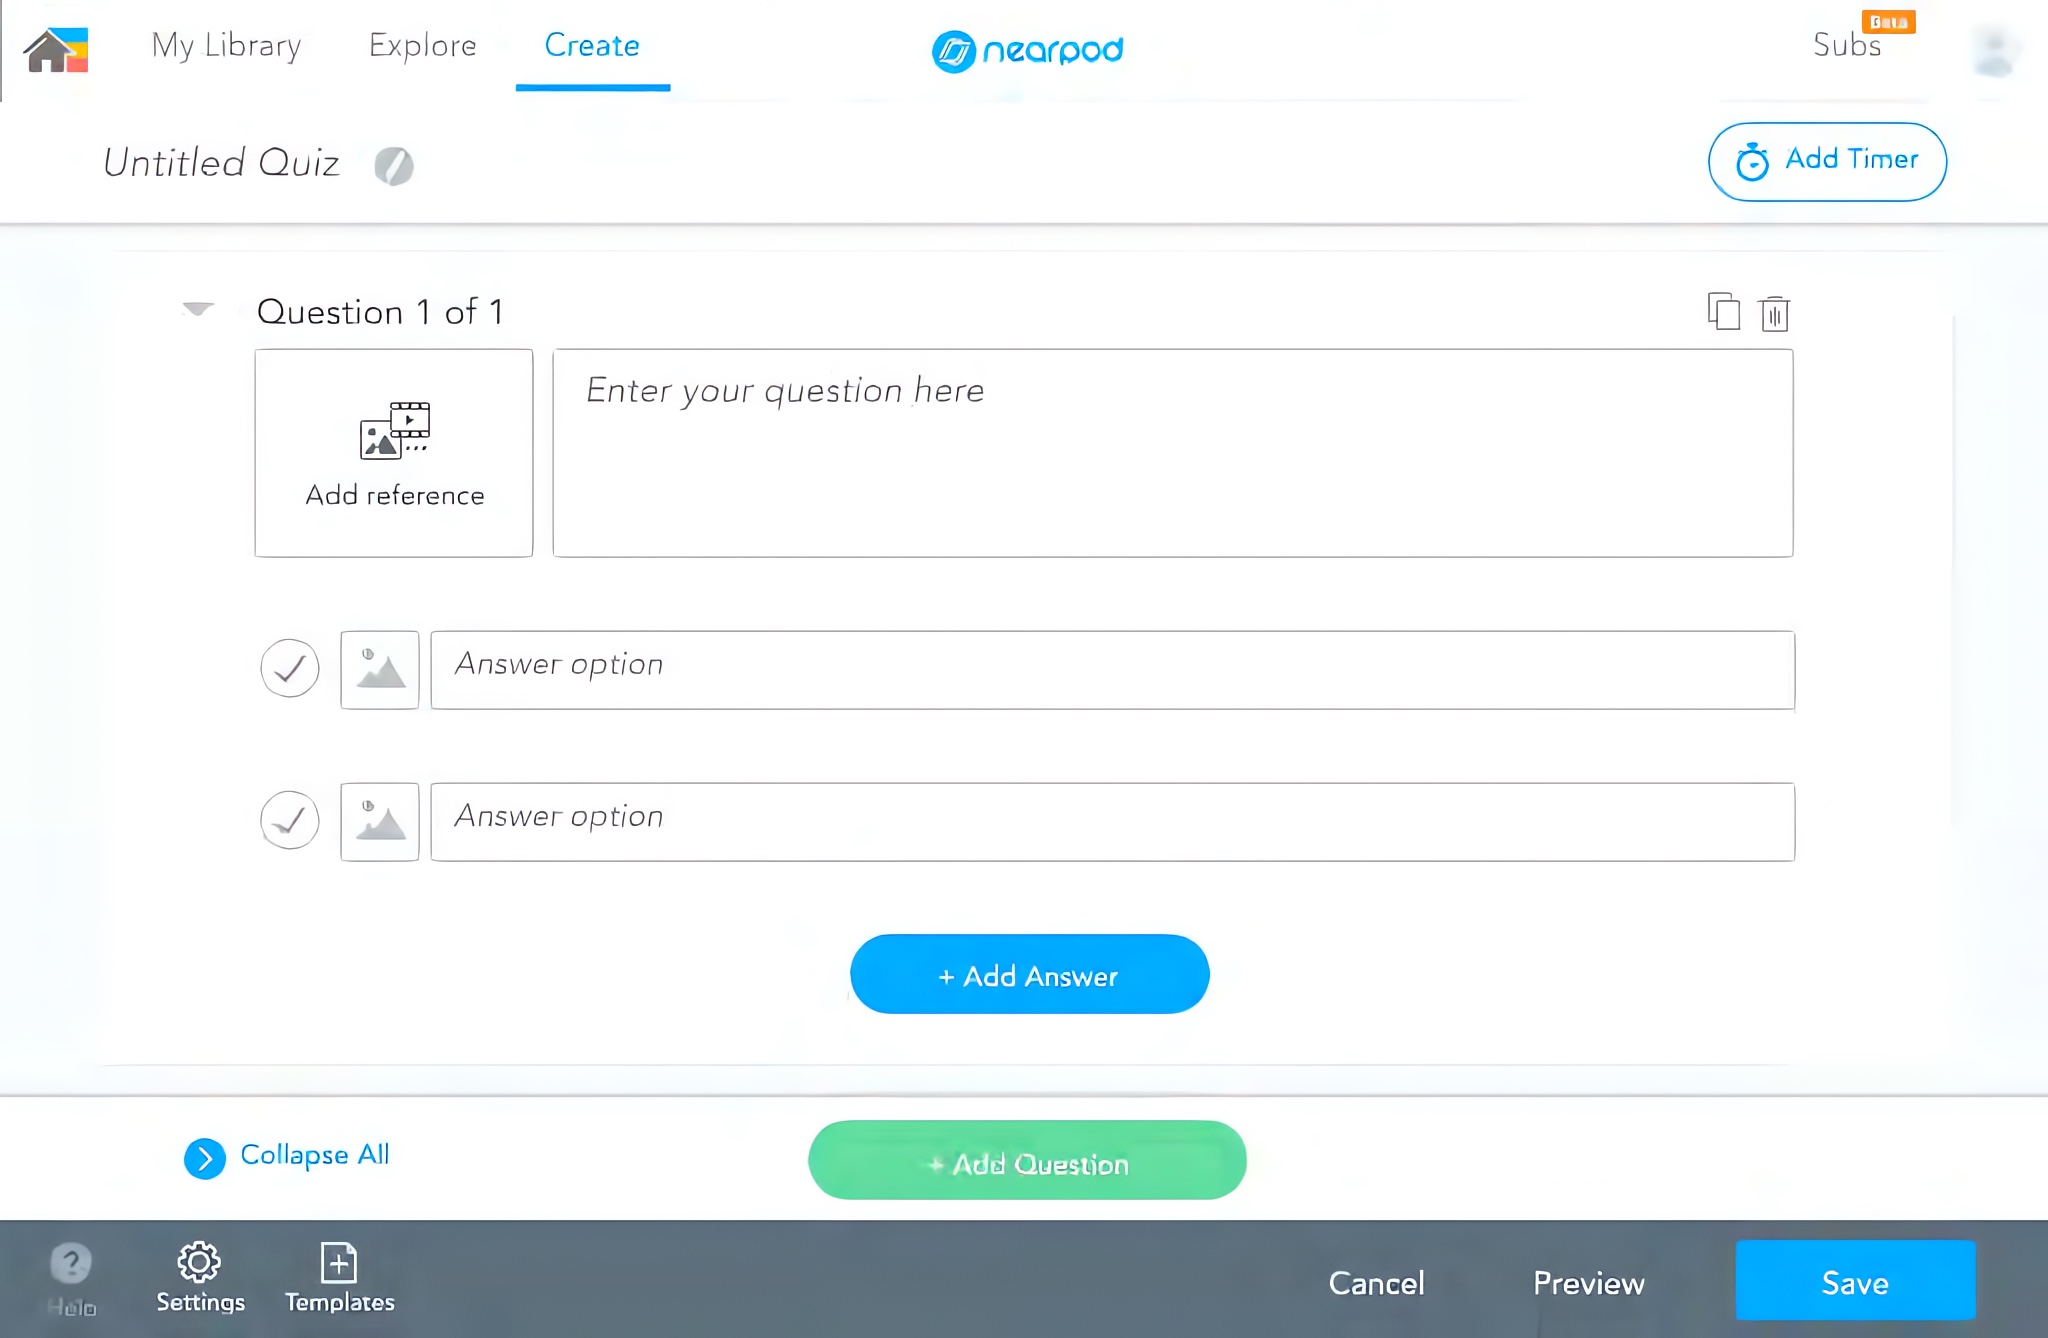 My Library Explore Create nearpod Subs Beta
Untitled Quiz Add Timer
Question 1 of 1
Enter your question here
Add reference
Answer option
Answer option
+ Add Answer
Collapse All + Add Question
Help Settings Templates Cancel Preview Save